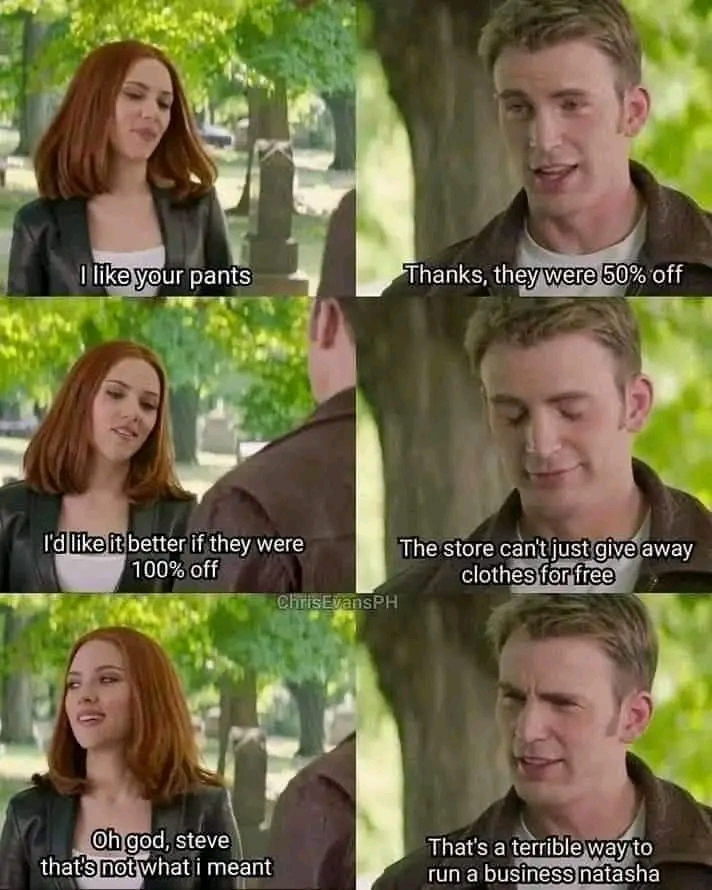 I like your pants
Thanks, they were 50% off
I'd like it better if they were
100% off
The store can't just give away
clothes for free
ChrisEvansPH
Oh god, steve
that's not what i meant
That's a terrible way to
run a business natasha